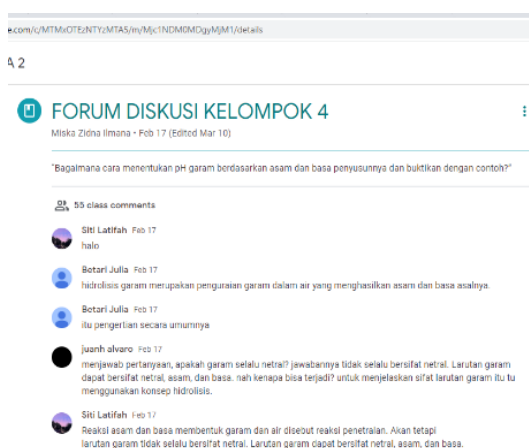 e.com/c/MTMxOTEzNTYzMTA5/m/Mjc1NDM0MDgyMjM1/details
A 2
FORUM DISKUSI KELOMPOK 4
Miska Zidna Ilmana • Feb 17 (Edited Mar 10)
"Bagaimana cara menentukan pH garam berdasarkan asam dan basa penyusunnya dan buktikan dengan contoh?"
55 class comments
Siti Latifah Feb 17
halo
Betari Julia Feb 17
hidrolisis garam merupakan penguraian garam dalam air yang menghasilkan asam dan basa asalnya.
Betari Julia Feb 17
itu pengertian secara umumnya
juanh alvaro Feb 17
menjawab pertanyaan, apakah garam selalu netral? jawabannya tidak selalu bersifat netral. Larutan garam
dapat bersifat netral, asam, dan basa. nah kenapa bisa terjadi? untuk menjelaskan sifat larutan garam itu tu
menggunakan konsep hidrolisis.
Siti Latifah Feb 17
Reaksi asam dan basa membentuk garam dan air disebut reaksi penetralan. Akan tetapi
larutan garam tidak selalu bersifat netral. Larutan garam dapat bersifat netral, asam, dan basa.